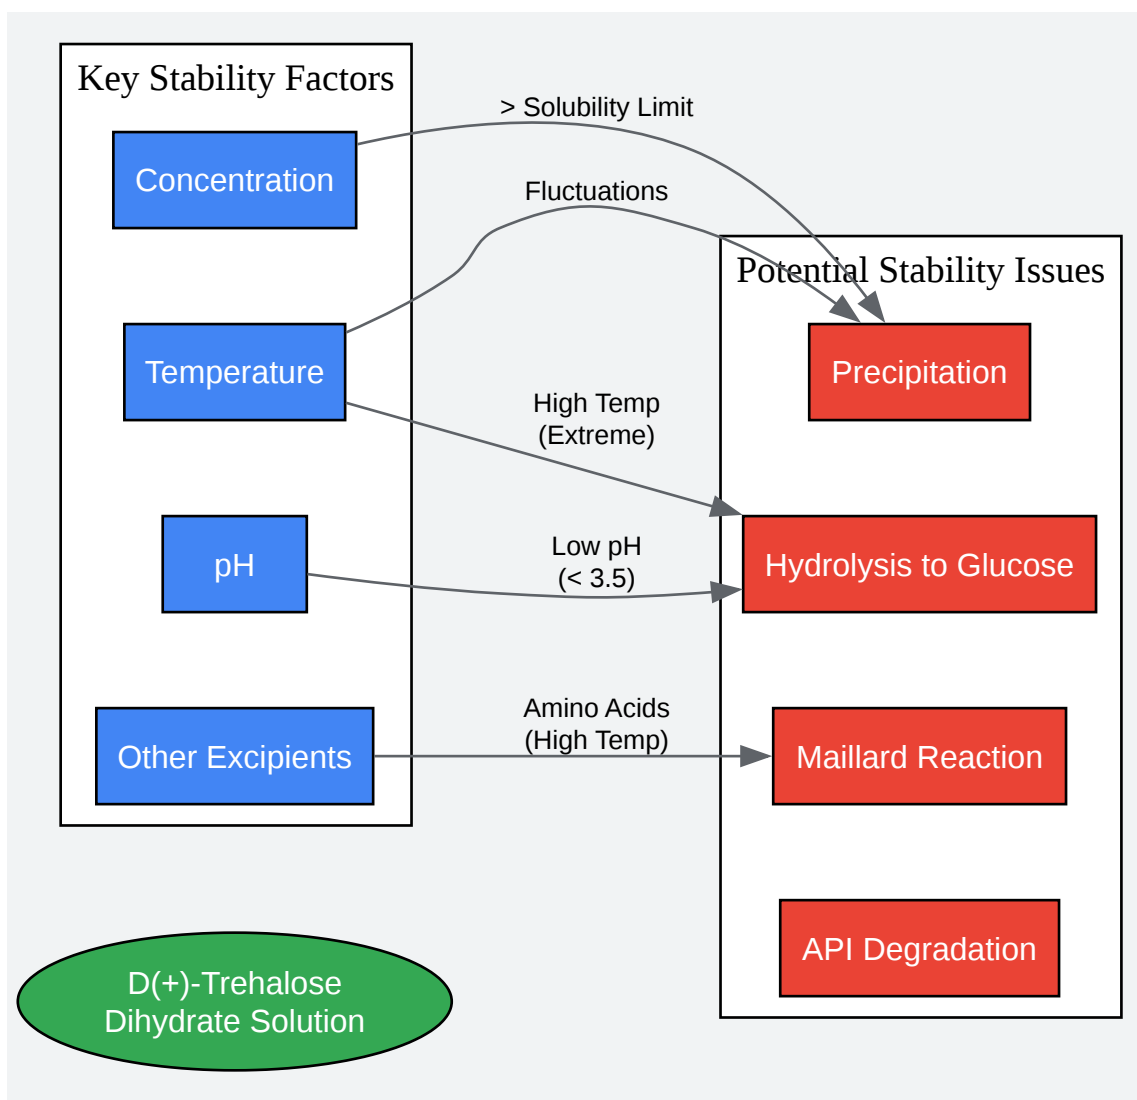 Key Stability Factors
Concentration
Temperature
pH
Other Excipients
> Solubility Limit
Fluctuations
High Temp
(Extreme)
Low pH
(< 3.5)
Amino Acids
(High Temp)
Potential Stability Issues
Precipitation
Hydrolysis to Glucose
Maillard Reaction
API Degradation
D(+)-Trehalose
Dihydrate Solution